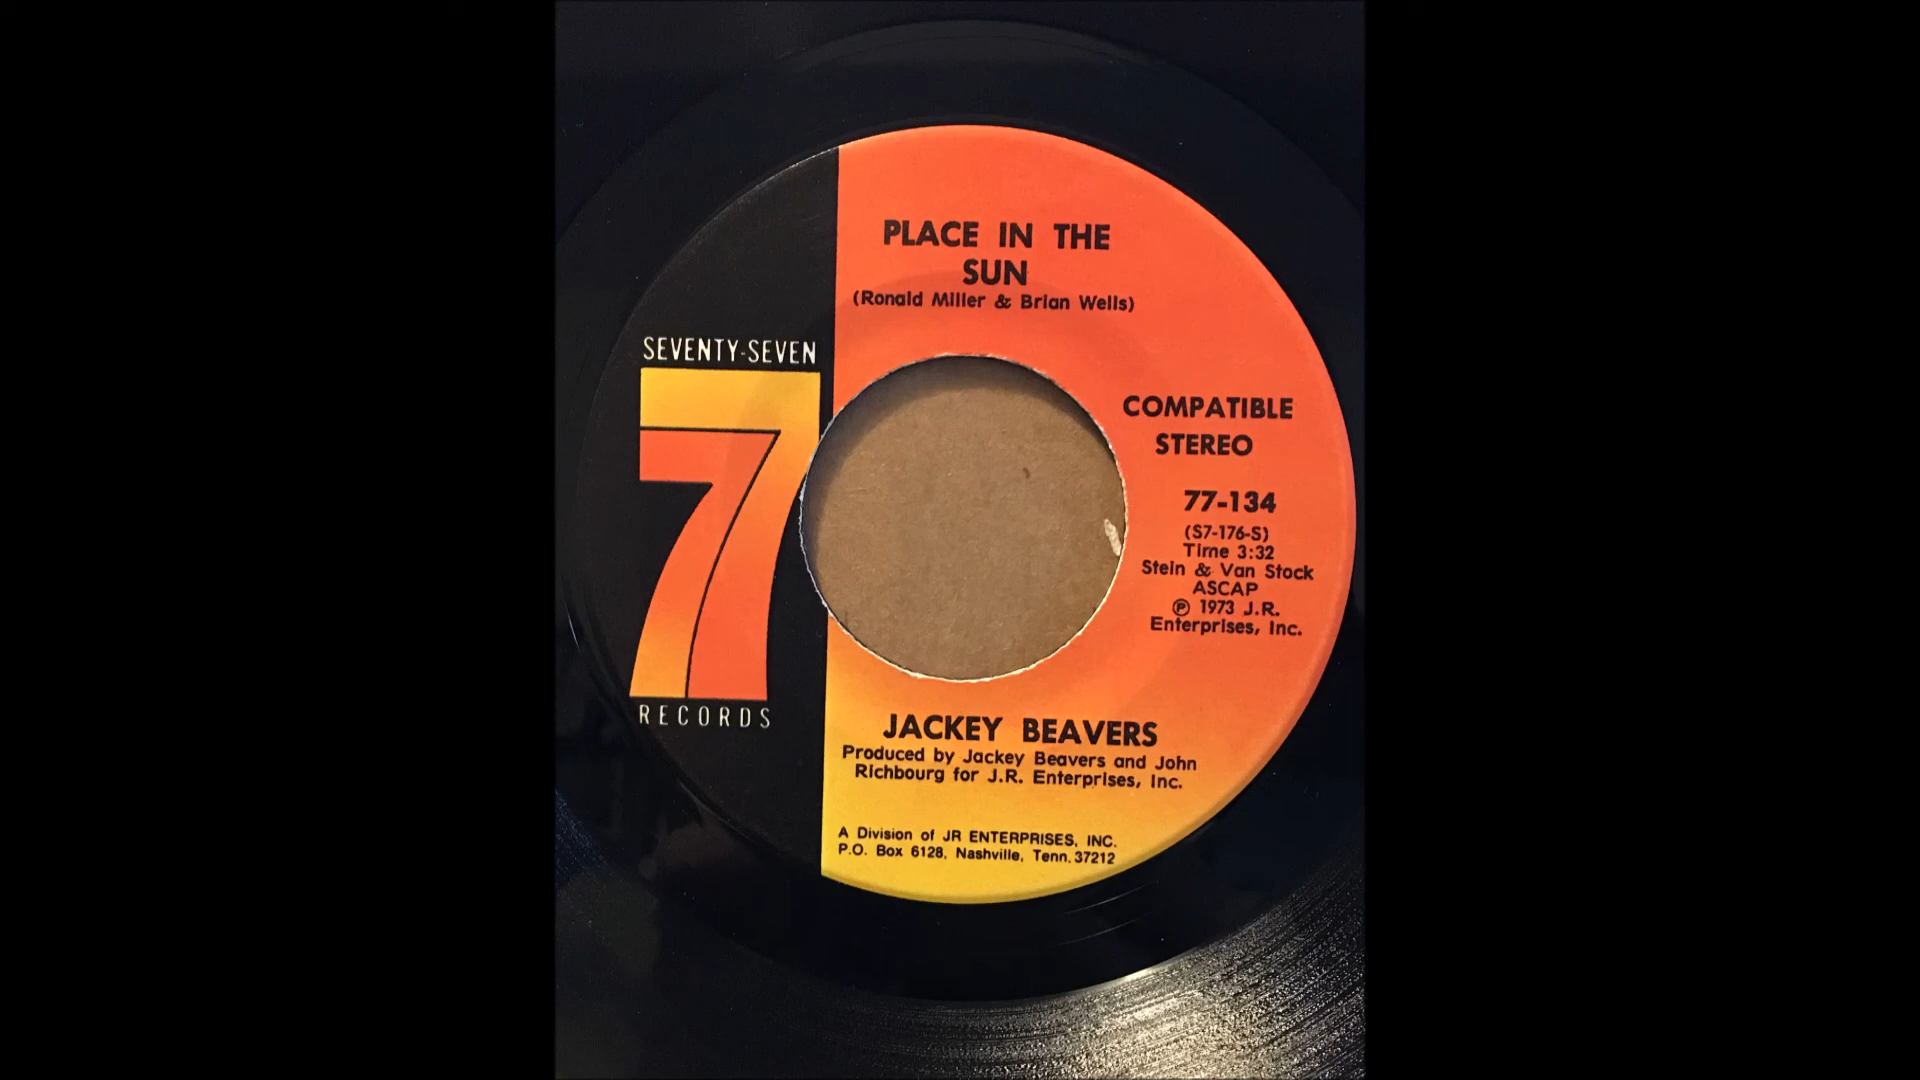 PLACE IN THE
SUN
(Ronald Miller & Brian Wells)
SEVENTY-SEVEN
7
RECORDS
COMPATIBLE
STEREO
77-134
(S7-176-S)
Time 3:32
Stein & Van Stock
ASCAP
Ⓟ 1973 J.R.
Enterprises, Inc.
JACKEY BEAVERS
Produced by Jackey Beavers and John
Richbourg for J.R. Enterprises, Inc.
A Division of JR ENTERPRISES, INC.
P.O. Box 6128, Nashville, Tenn. 37212